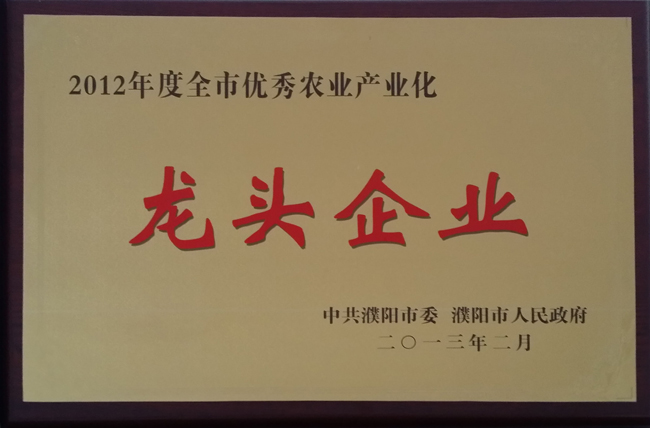 2012年度全市优秀农业产业化
龙头企业
中共濮阳市委 濮阳市人民政府
二〇一三年二月